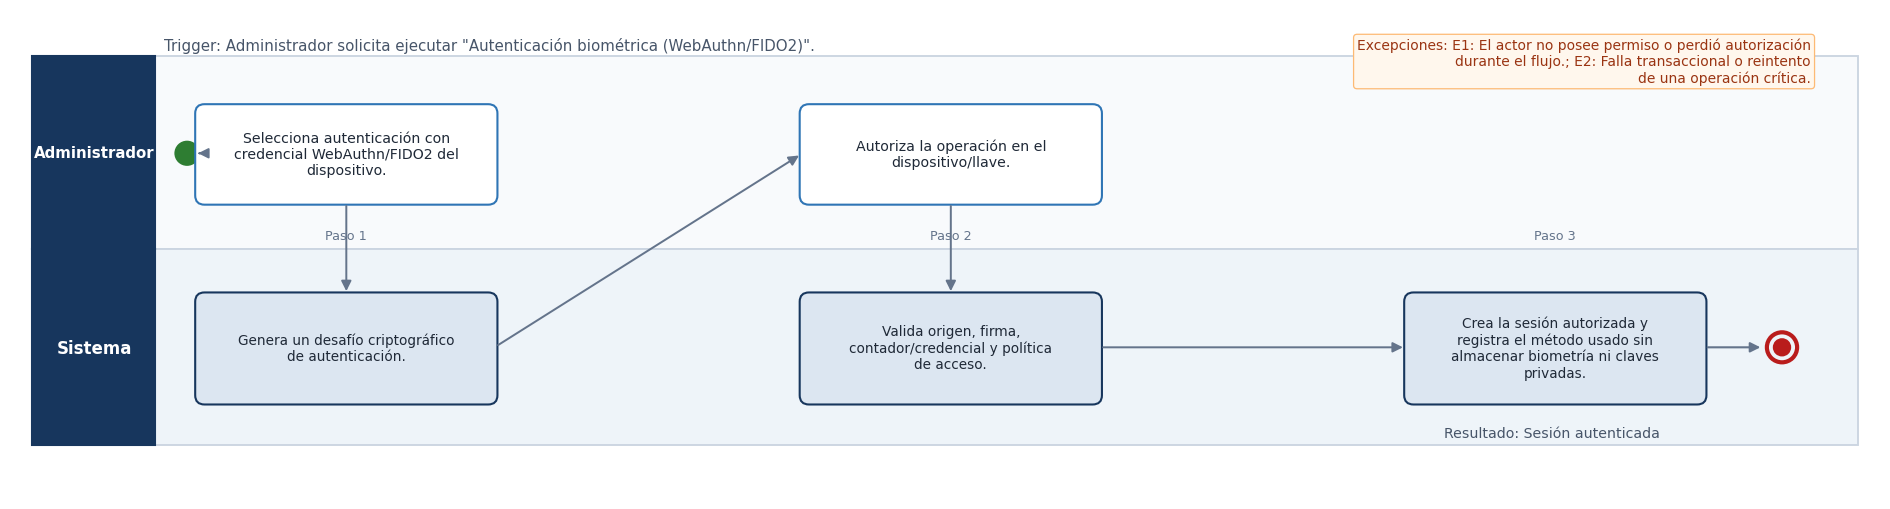 Trigger: Administrador solicita ejecutar "Autenticación biométrica (WebAuthn/FIDO2)".
Excepciones: E1: El actor no posee permiso o perdió autorización
durante el flujo.; E2: Falla transaccional o reintento
de una operación crítica.
Administrador
Selecciona autenticación con
credencial WebAuthn/FIDO2 del
dispositivo.
Autoriza la operación en el
dispositivo/llave.
Paso 1
Paso 2
Paso 3
Sistema
Genera un desafío criptográfico
de autenticación.
Valida origen, firma,
contador/credencial y política
de acceso.
Crea la sesión autorizada y
registra el método usado sin
almacenar biometría ni claves
privadas.
Resultado: Sesión autenticada